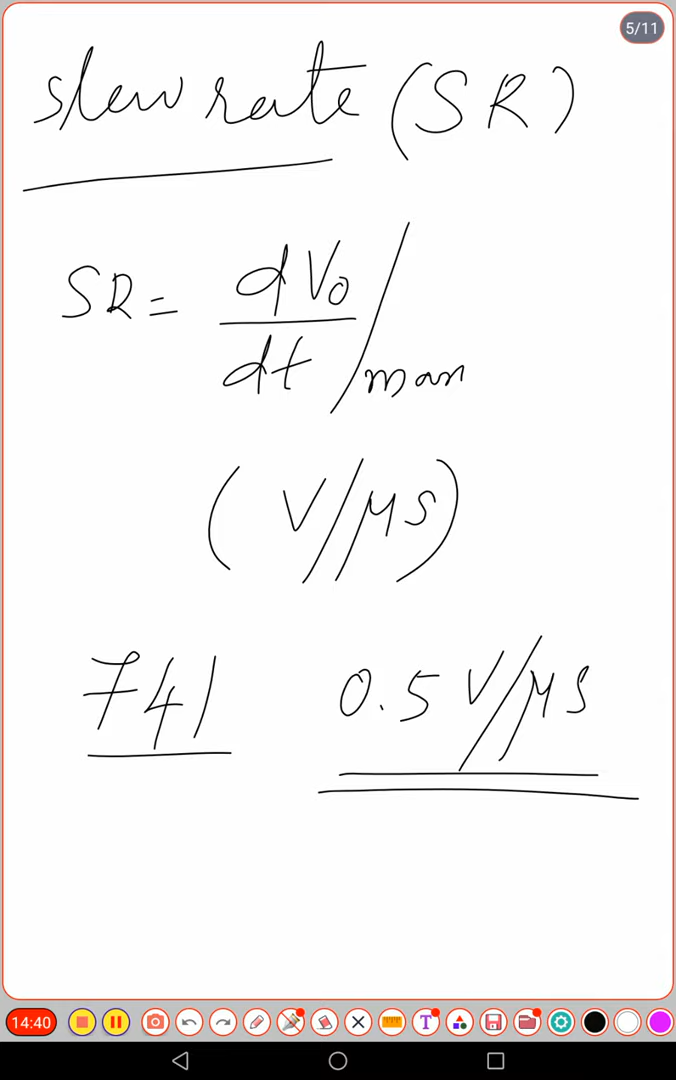 5/11
slew rate (SR)
SR = dVo
dt /max
(V/μs)
741 0.5 V/μs
14:40
T